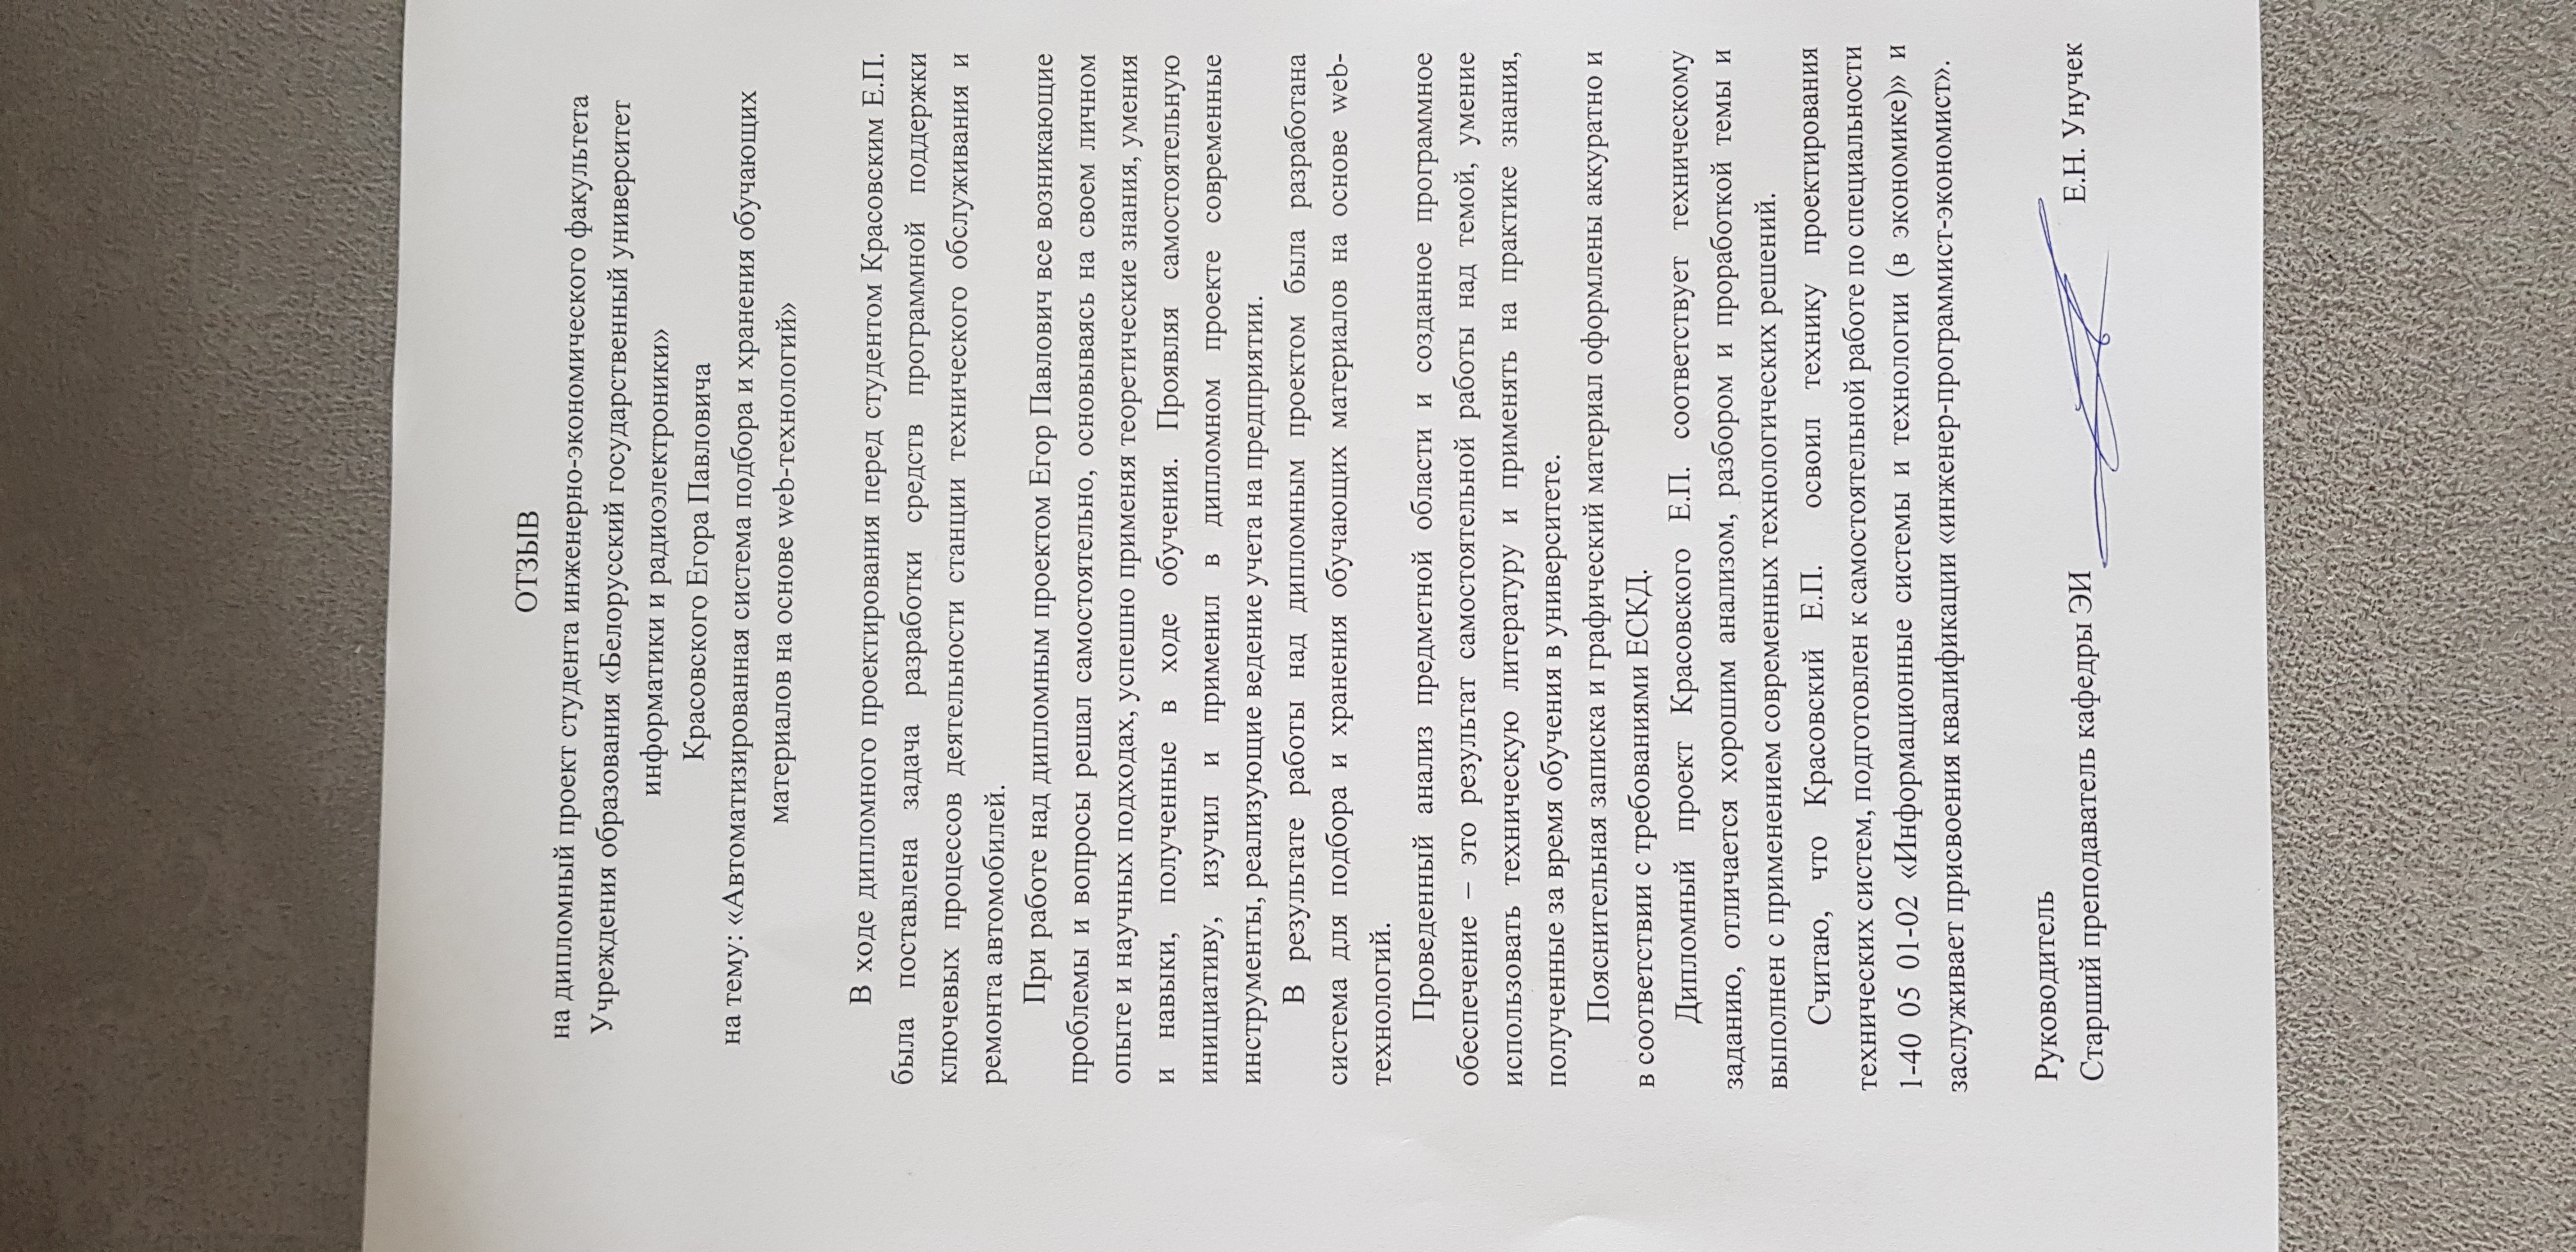 ОТЗЫВ
на дипломный проект студента инженерно-экономического факультета
Учреждения образования «Белорусский государственный университет
информатики и радиоэлектроники»
Красовского Егора Павловича
на тему: «Автоматизированная система подбора и хранения обучающих
материалов на основе web-технологий»
В ходе дипломного проектирования перед студентом Красовским Е.П.
была поставлена задача разработки средств программной поддержки
ключевых процессов деятельности станции технического обслуживания и
ремонта автомобилей.
При работе над дипломным проектом Егор Павлович все возникающие
проблемы и вопросы решал самостоятельно, основываясь на своем личном
опыте и научных подходах, успешно применяя теоретические знания, умения
и навыки, полученные в ходе обучения. Проявляя самостоятельную
инициативу, изучил и применил в дипломном проекте современные
инструменты, реализующие ведение учета на предприятии.
В результате работы над дипломным проектом была разработана
система для подбора и хранения обучающих материалов на основе web-
технологий.
Проведенный анализ предметной области и созданное программное
обеспечение – это результат самостоятельной работы над темой, умение
использовать техническую литературу и применять на практике знания,
полученные за время обучения в университете.
Пояснительная записка и графический материал оформлены аккуратно и
в соответствии с требованиями ЕСКД.
Дипломный проект Красовского Е.П. соответствует техническому
заданию, отличается хорошим анализом, разбором и проработкой темы и
выполнен с применением современных технологических решений.
Считаю, что Красовский Е.П. освоил технику проектирования
технических систем, подготовлен к самостоятельной работе по специальности
1-40 05 01-02 «Информационные системы и технологии (в экономике)» и
заслуживает присвоения квалификации «инженер-программист-экономист».
Руководитель
Старший преподаватель кафедры ЭИ Е.Н. Унучек